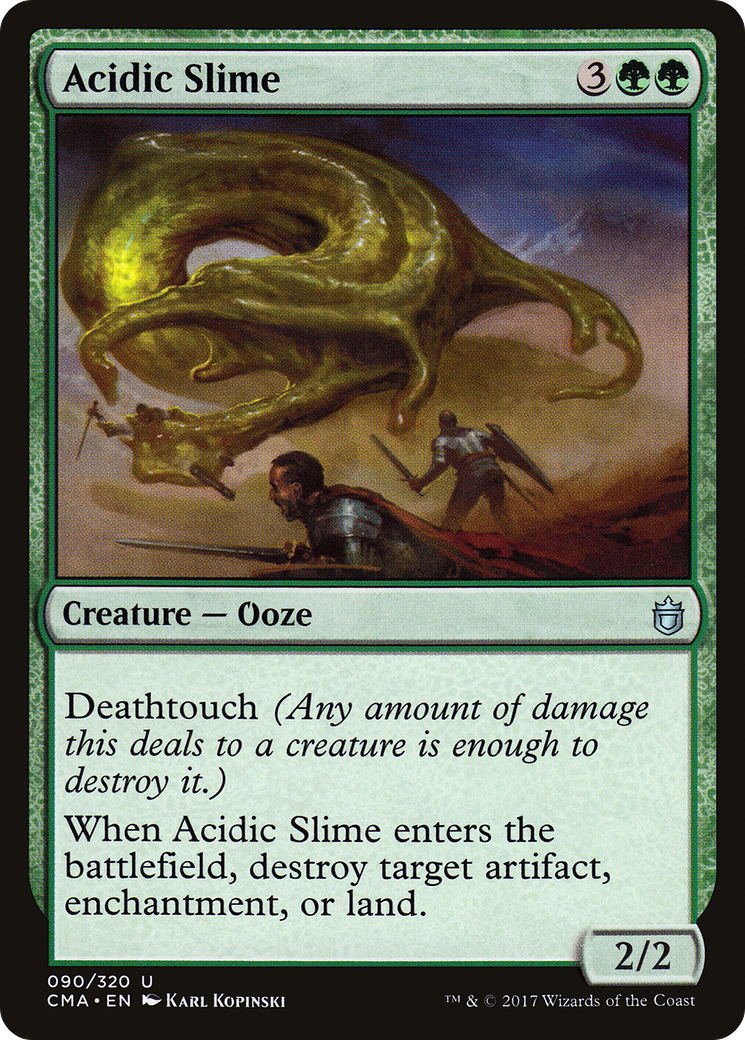 Acidic Slime 3
Creature — Ooze
Deathtouch (Any amount of damage
this deals to a creature is enough to
destroy it.)
When Acidic Slime enters the
battlefield, destroy target artifact,
enchantment, or land.
2/2
090/320 U
CMA • EN Karl Kopinski
™ & © 2017 Wizards of the Coast